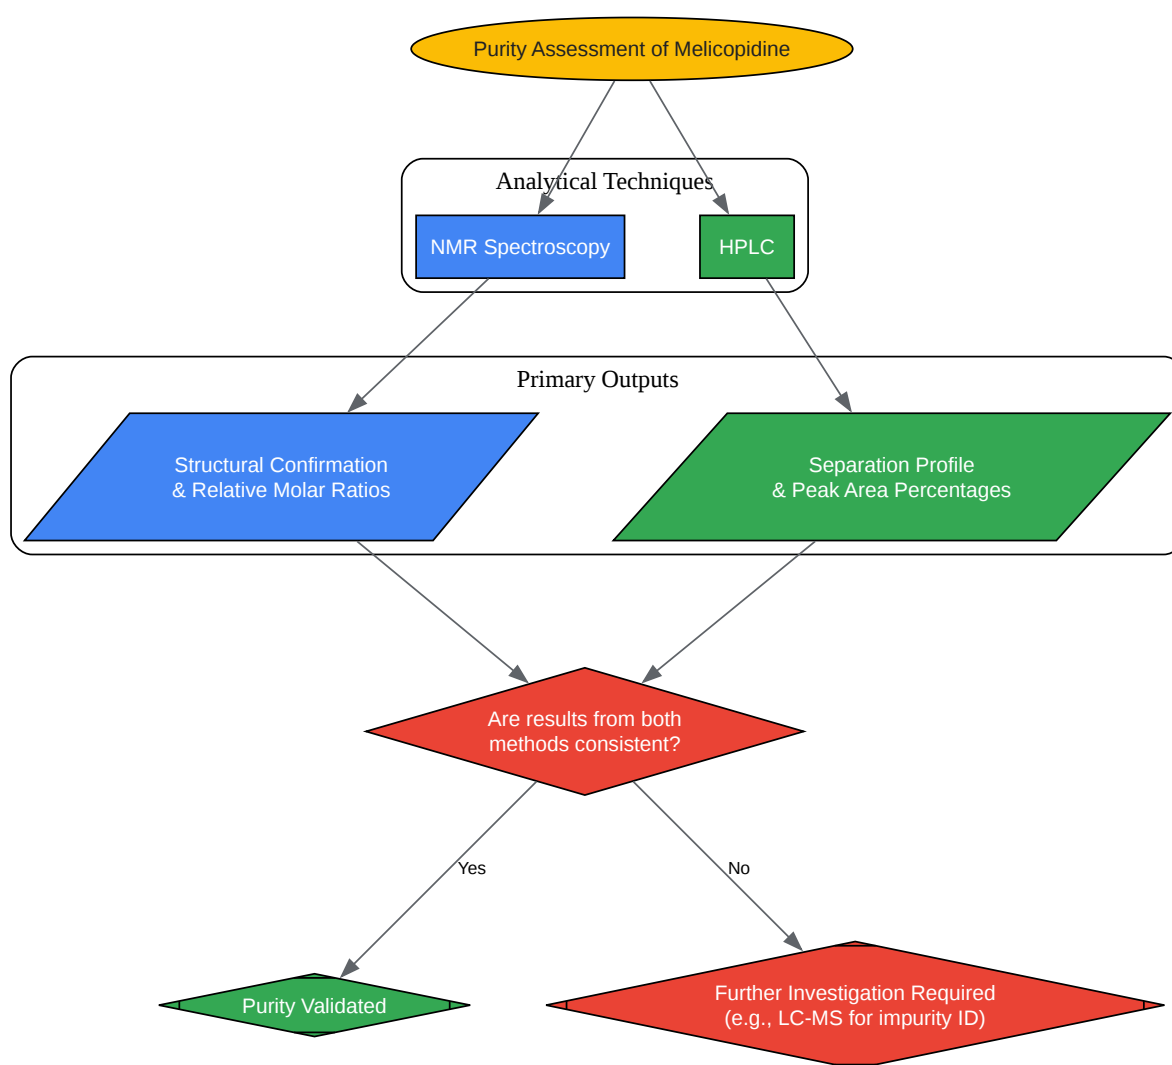 Purity Assessment of Melicopidine
Analytical Techniques
NMR Spectroscopy
HPLC
Primary Outputs
Structural Confirmation
& Relative Molar Ratios
Separation Profile
& Peak Area Percentages
Are results from both
methods consistent?
Yes
No
Purity Validated
Further Investigation Required
(e.g., LC-MS for impurity ID)